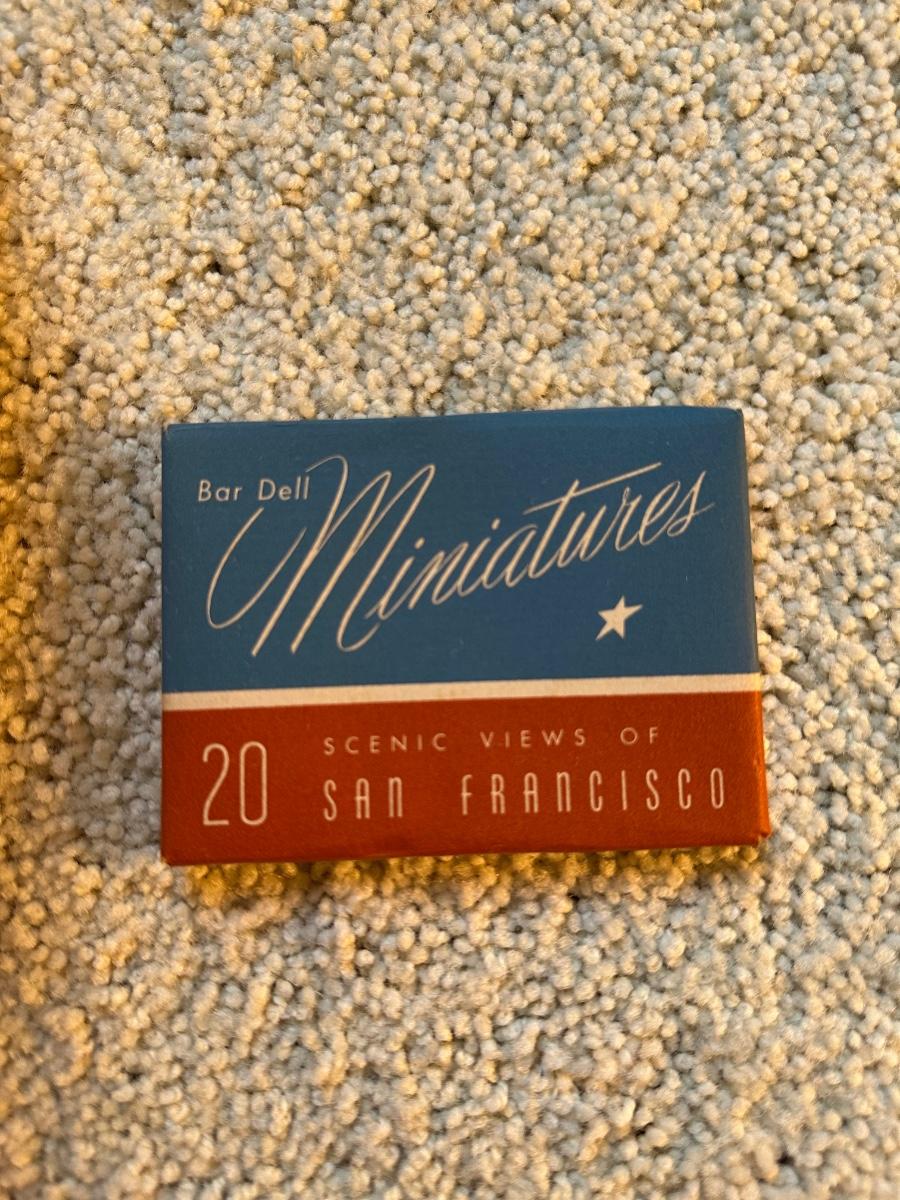 Bar Dell
Miniatures
20 SCENIC VIEWS OF
SAN FRANCISCO